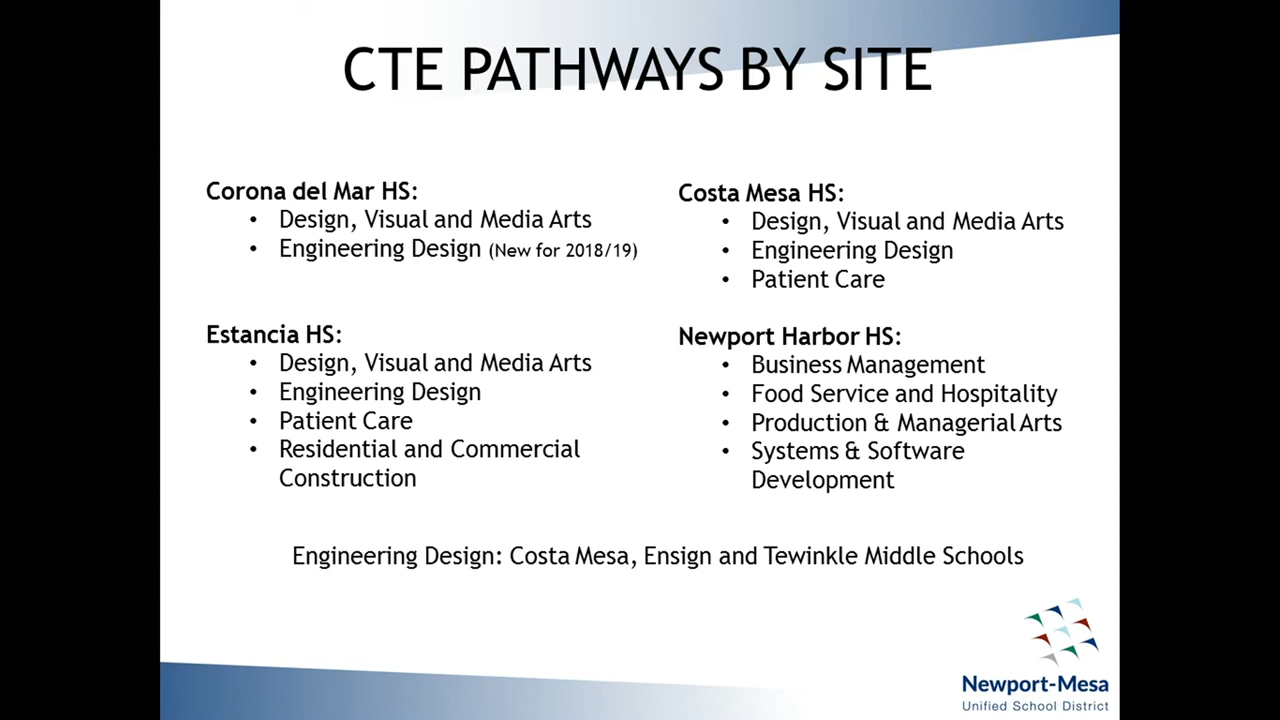 CTE PATHWAYS BY SITE
Corona del Mar HS:
• Design, Visual and Media Arts
• Engineering Design (New for 2018/19)
Estancia HS:
• Design, Visual and Media Arts
• Engineering Design
• Patient Care
• Residential and Commercial
Construction
Costa Mesa HS:
• Design, Visual and Media Arts
• Engineering Design
• Patient Care
Newport Harbor HS:
• Business Management
• Food Service and Hospitality
• Production & Managerial Arts
• Systems & Software
Development
Engineering Design: Costa Mesa, Ensign and Tewinkle Middle Schools
Newport-Mesa
Unified School District